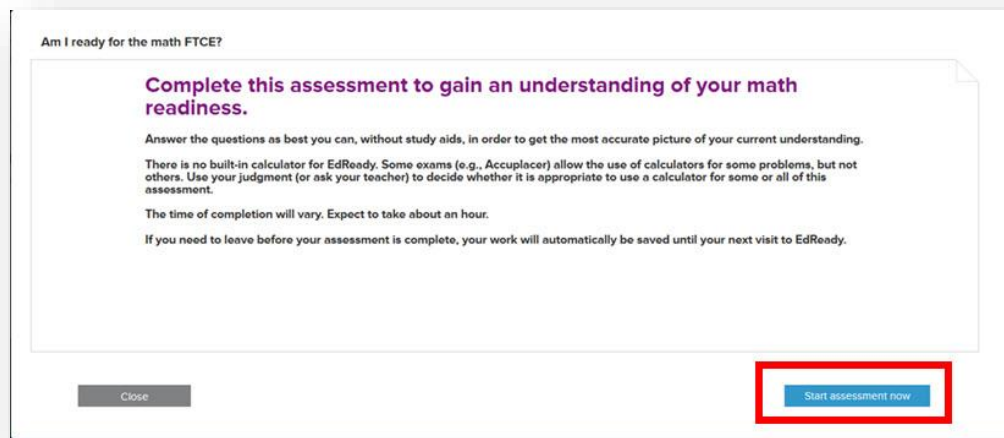 Am I ready for the math FTCE?
Complete this assessment to gain an understanding of your math
readiness.
Answer the questions as best you can, without study aids, in order to get the most accurate picture of your current understanding.
There is no built-in calculator for EdReady. Some exams (e.g., Accuplacer) allow the use of calculators for some problems, but not
others. Use your judgment (or ask your teacher) to decide whether it is appropriate to use a calculator for some or all of this
assessment.
The time of completion will vary. Expect to take about an hour.
If you need to leave before your assessment is complete, your work will automatically be saved until your next visit to EdReady.
Close
Start assessment now